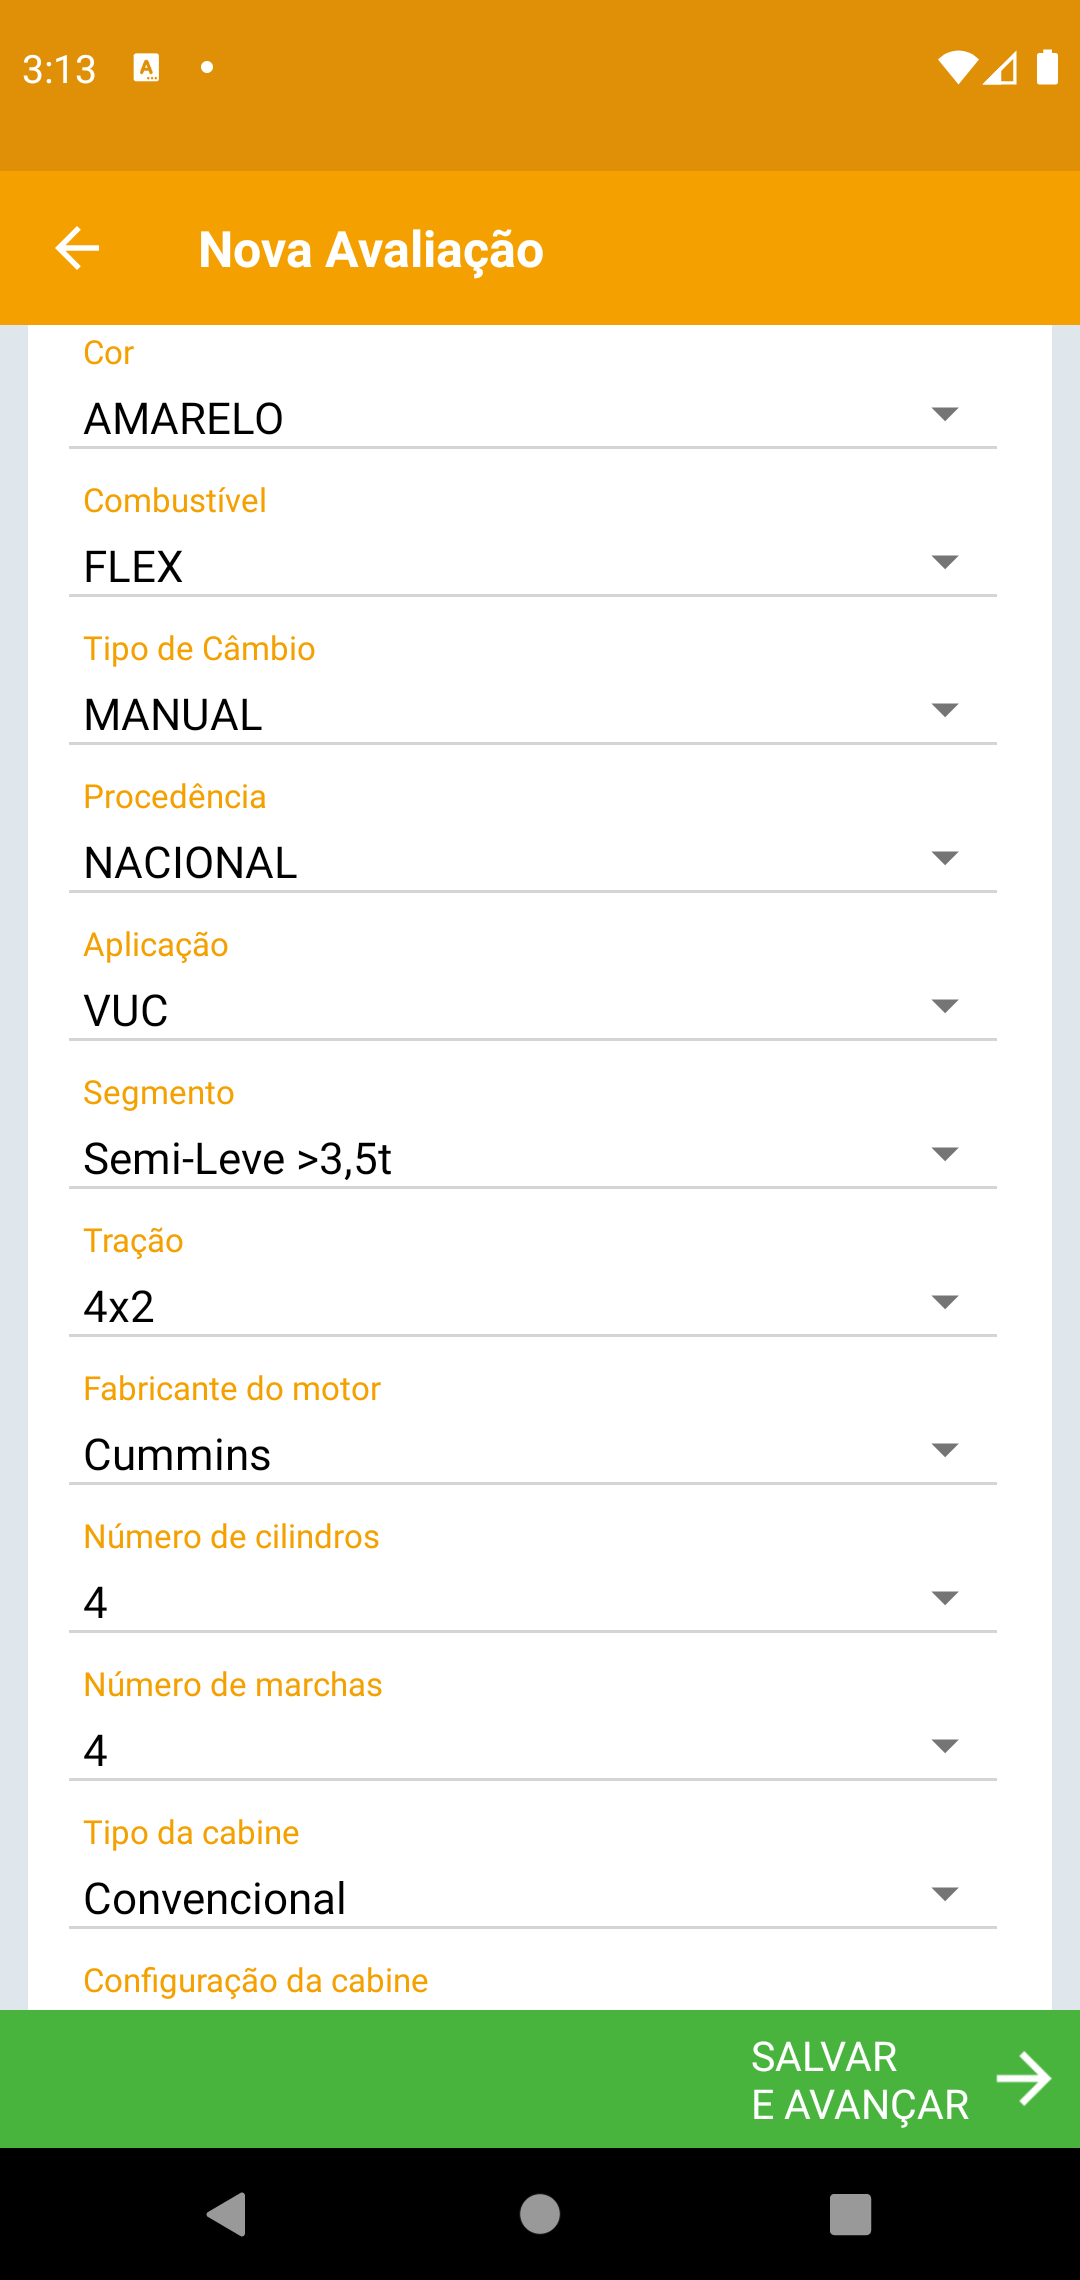 3:13
Nova Avaliação
Cor
AMARELO
Combustível
FLEX
Tipo de Câmbio
MANUAL
Procedência
NACIONAL
Aplicação
VUC
Segmento
Semi-Leve >3,5t
Tração
4x2
Fabricante do motor
Cummins
Número de cilindros
4
Número de marchas
4
Tipo da cabine
Convencional
Configuração da cabine
SALVAR
E AVANÇAR